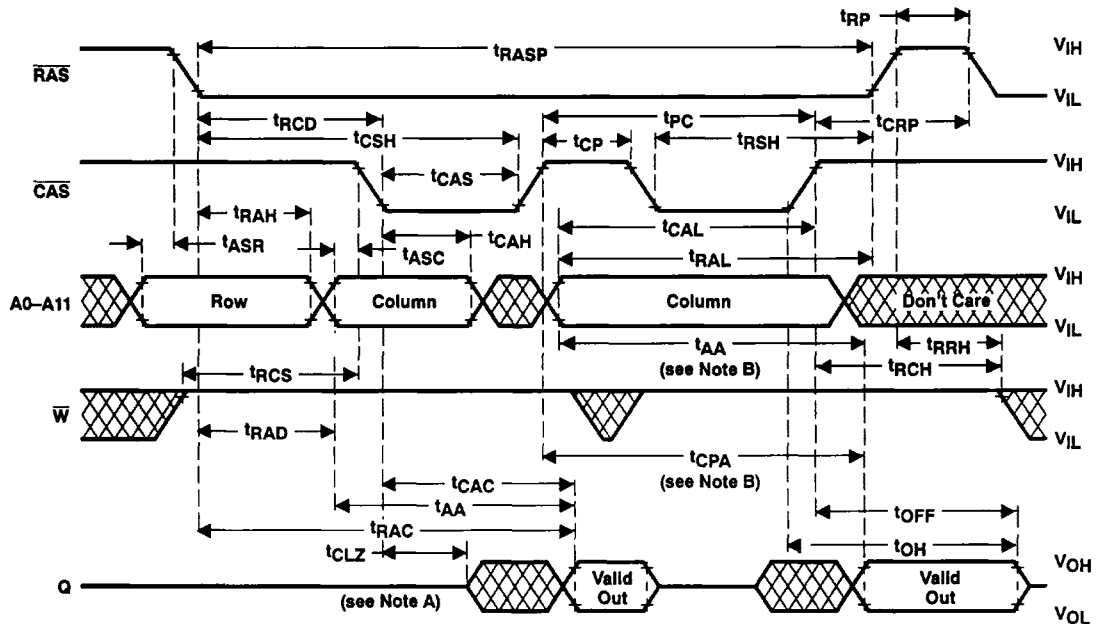 tRP
tRASP
VIH
RAS
VIL
tRCD
tPC
tCRP
tCSH
tCP
tRSH
VIH
CAS
tCAS
VIL
tRAH
tCAH
tCAL
tASR
tASC
tRAL
VIH
A0–A11
Row
Column
Column
Don't Care
VIL
tAA
(see Note B)
tRRH
tRCH
tRCS
VIH
W
VIL
tRAD
tCPA
(see Note B)
tCAC
tAA
tOFF
tRAC
tOH
tCLZ
VOH
Q
(see Note A)
Valid
Out
Valid
Out
VOL